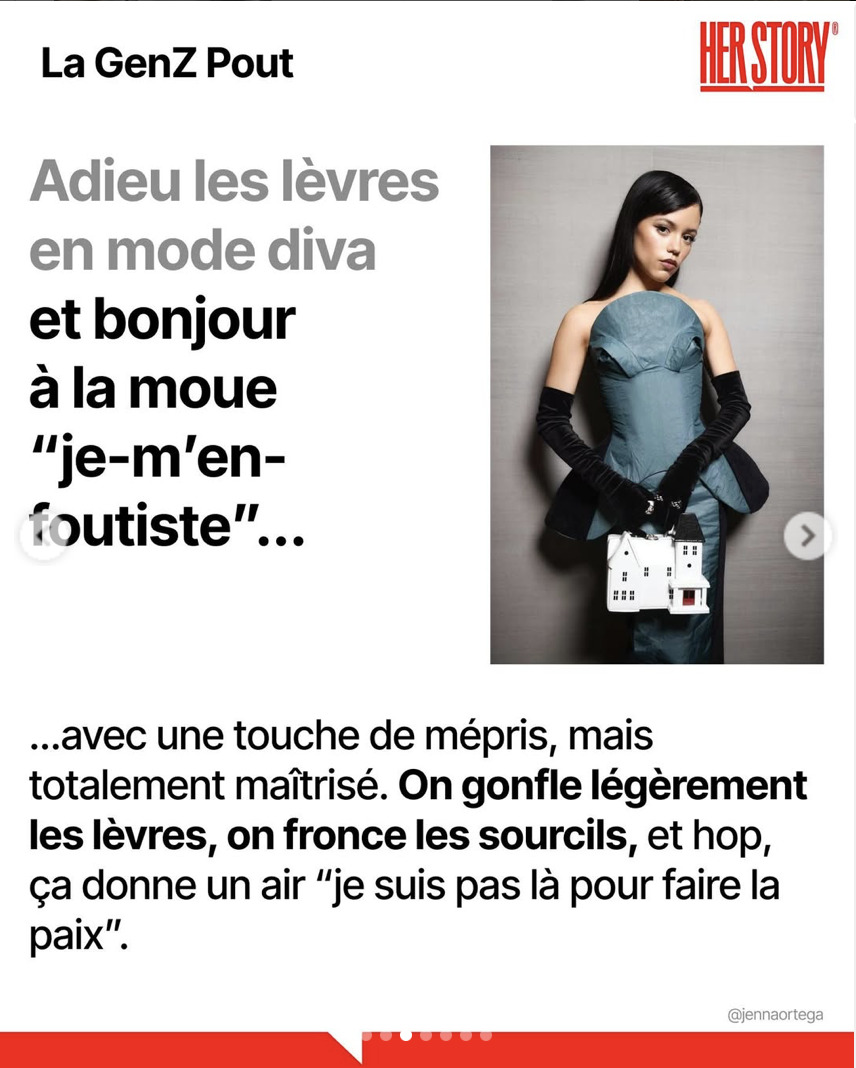 La GenZ Pout
HER STORY®
Adieu les lèvres
en mode diva
et bonjour
à la moue
“je-m’en-
foutiste”...
...avec une touche de mépris, mais
totalement maîtrisé. On gonfle légèrement
les lèvres, on fronce les sourcils, et hop,
ça donne un air “je suis pas là pour faire la
paix”.
@jennaortega